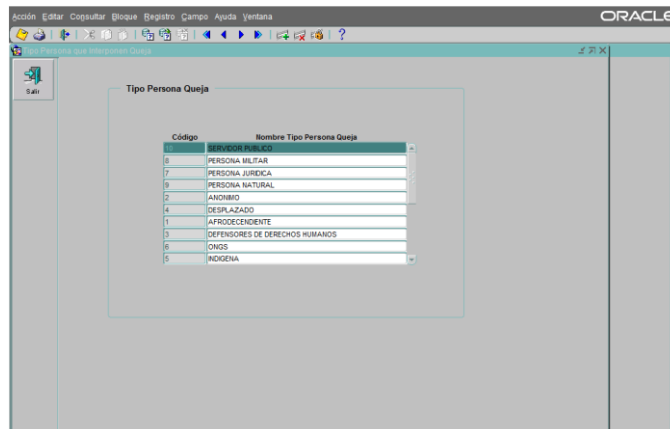 Acción Editar Consultar Bloque Registro Campo Ayuda Ventana
ORACLE
Tipo Persona que Interponen Queja
Salir
Tipo Persona Queja
Código Nombre Tipo Persona Queja
10 SERVIDOR PUBLICO
8 PERSONA MILITAR
7 PERSONA JURIDICA
9 PERSONA NATURAL
2 ANONIMO
4 DESPLAZADO
1 AFRODECENDIENTE
3 DEFENSORES DE DERECHOS HUMANOS
6 ONGS
5 INDIGENA